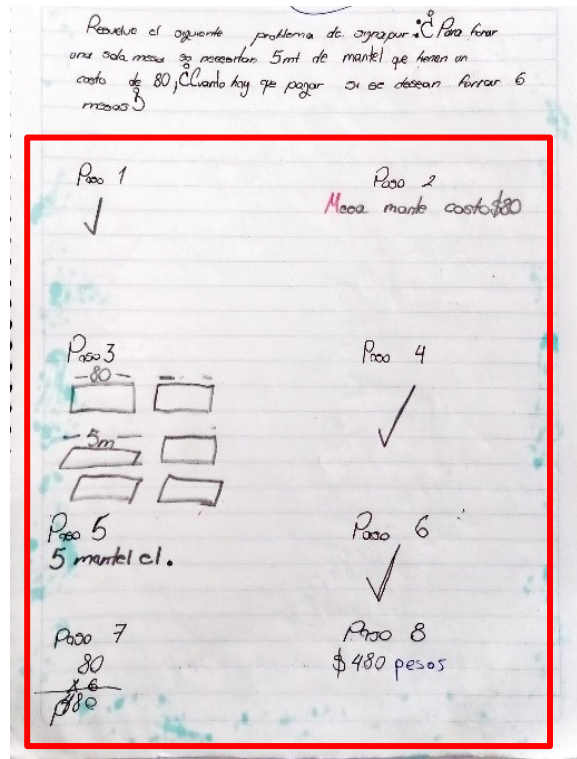 Resuelve el siguiente problema de singapur: ¿Para forrar
una sola mesa se necesitan 5mt de mantel que tienen un
costo de 80, ¿Cuanto hay que pagar si se desean forrar 6
mesas?
Paso 1
✓
Paso 2
Mesa mante costo $80
Paso 3
-80-
-5m-
Paso 4
✓
Paso 5
5 mantel cl.
Paso 6
✓
Paso 7
80
x 6
480
Paso 8
$480 pesos